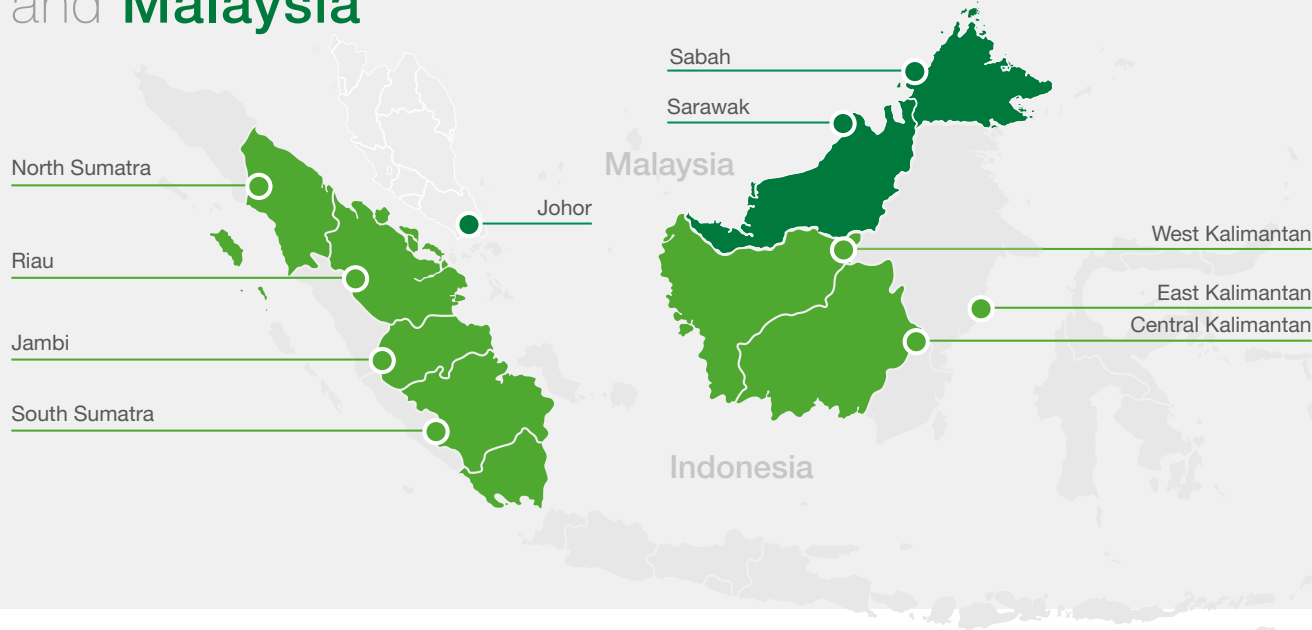 and Malaysia
Sabah
Sarawak
Malaysia
North Sumatra
Johor
West Kalimantan
Riau
East Kalimantan
Central Kalimantan
Jambi
South Sumatra
Indonesia